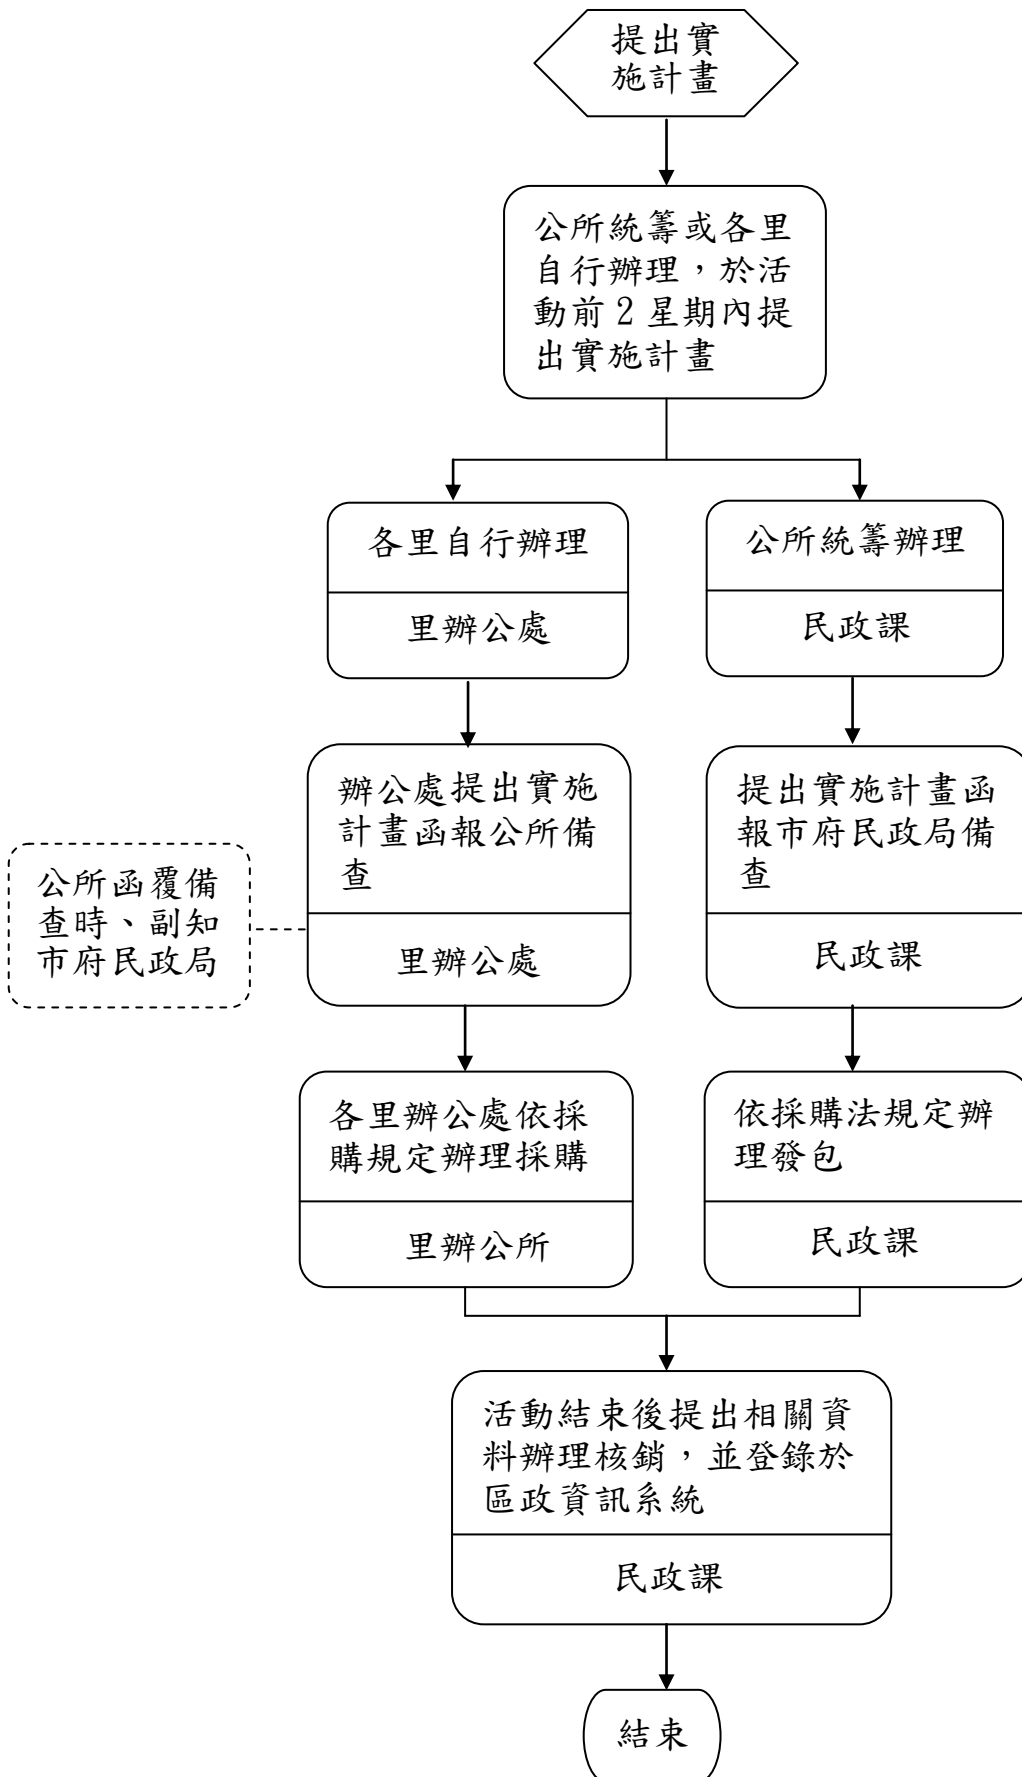 提出實
施計畫
公所統籌或各里
自行辦理，於活
動前2星期內提
出實施計畫
各里自行辦理
里辦公處
公所統籌辦理
民政課
辦公處提出實施
計畫函報公所備
查
里辦公處
公所函覆備
查時、副知
市府民政局
提出實施計畫函
報市府民政局備
查
民政課
各里辦公處依採
購規定辦理採購
里辦公所
依採購法規定辦
理發包
民政課
活動結束後提出相關資
料辦理核銷，並登錄於
區政資訊系統
民政課
結束